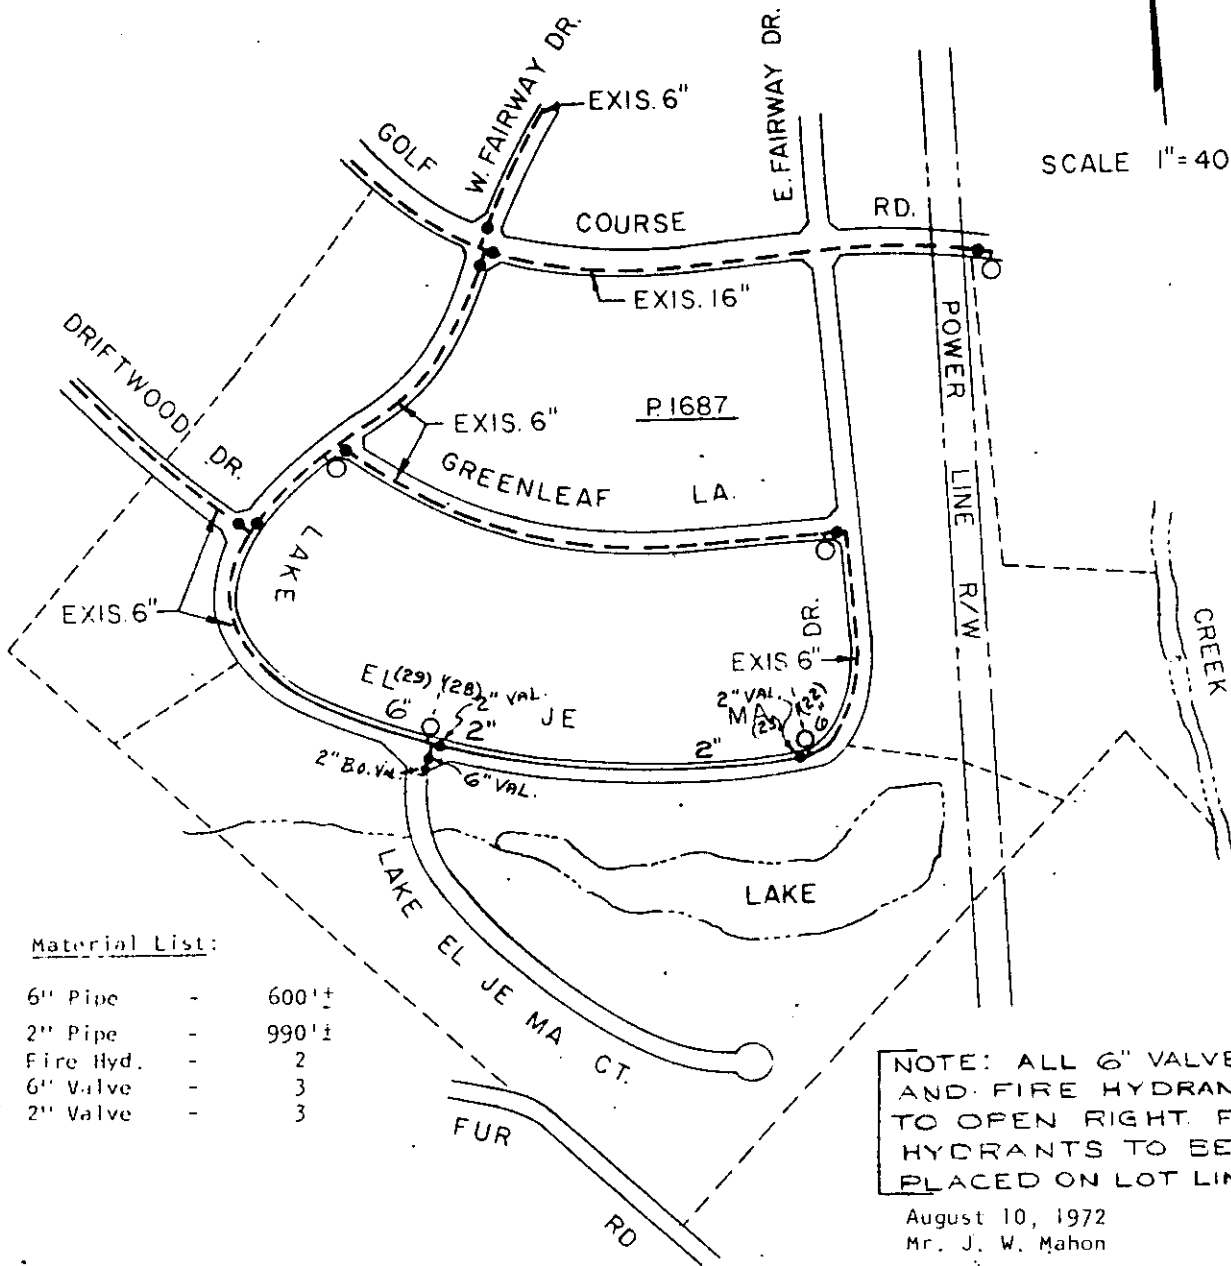 W. FAIRWAY DR.
E. FAIRWAY DR.
EXIS. 6"
GOLF COURSE RD.
SCALE 1"=40
EXIS. 16"
DRIFTWOOD DR.
POWER LINE R/W
P. 1687
EXIS. 6"
GREENLEAF LA.
LAKE EL JE MA DR.
EXIS. 6"
CREEK
EXIS 6"
(29) (28)
6"
2" VAL.
2"
2" VAL.
(22)
6"
2"
2" B.O. Val.
6" VAL.
LAKE
LAKE EL JE MA CT.
Material List:
6" Pipe - 600'±
2" Pipe - 990'±
Fire Hyd. - 2
6" Valve - 3
2" Valve - 3
FUR RD
NOTE: ALL 6" VALVE
AND FIRE HYDRAN
TO OPEN RIGHT. F
HYDRANTS TO BE
PLACED ON LOT LIN
August 10, 1972
Mr. J. W. Mahon